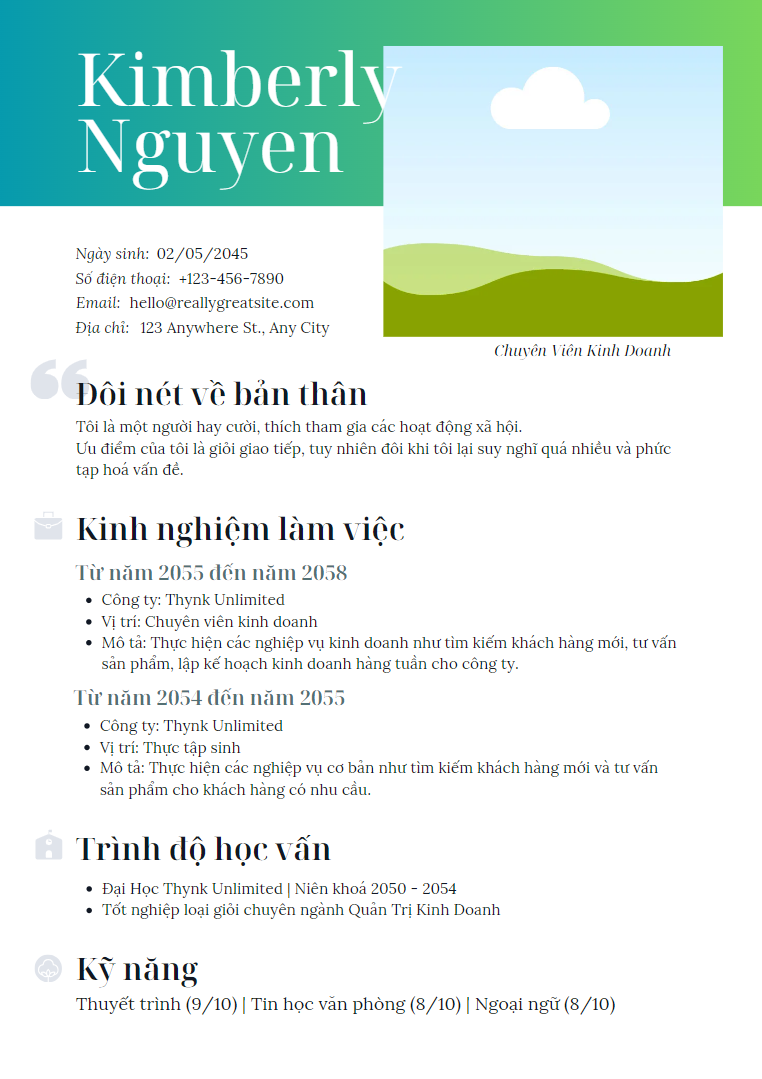 Kimberly
Nguyen
Ngày sinh: 02/05/2045
Số điện thoại: +123-456-7890
Email: hello@reallygreatsite.com
Địa chỉ: 123 Anywhere St., Any City
Chuyên Viên Kinh Doanh
Đôi nét về bản thân
Tôi là một người hay cười, thích tham gia các hoạt động xã hội.
Ưu điểm của tôi là giỏi giao tiếp, tuy nhiên đôi khi tôi lại suy nghĩ quá nhiều và phức
tạp hoá vấn đề.
Kinh nghiệm làm việc
Từ năm 2055 đến năm 2058
• Công ty: Thynk Unlimited
• Vị trí: Chuyên viên kinh doanh
• Mô tả: Thực hiện các nghiệp vụ kinh doanh như tìm kiếm khách hàng mới, tư vấn
sản phẩm, lập kế hoạch kinh doanh hàng tuần cho công ty.
Từ năm 2054 đến năm 2055
• Công ty: Thynk Unlimited
• Vị trí: Thực tập sinh
• Mô tả: Thực hiện các nghiệp vụ cơ bản như tìm kiếm khách hàng mới và tư vấn
sản phẩm cho khách hàng có nhu cầu.
Trình độ học vấn
• Đại Học Thynk Unlimited | Niên khoá 2050 - 2054
• Tốt nghiệp loại giỏi chuyên ngành Quản Trị Kinh Doanh
Kỹ năng
Thuyết trình (9/10) | Tin học văn phòng (8/10) | Ngoại ngữ (8/10)